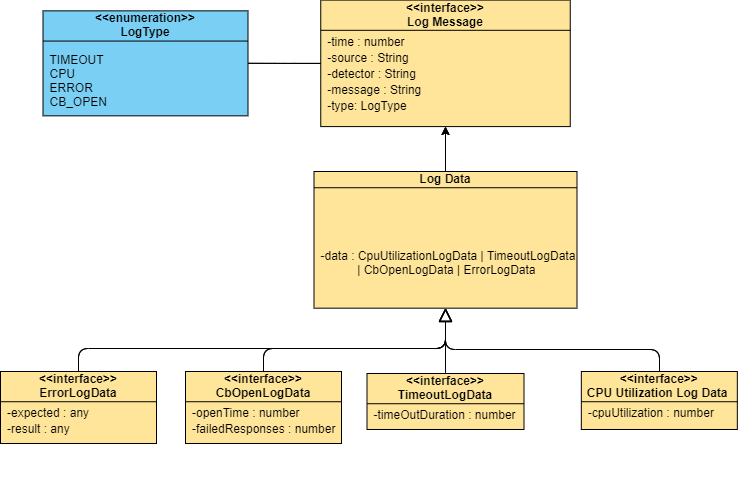 <<enumeration>>
LogType
TIMEOUT
CPU
ERROR
CB_OPEN
<<interface>>
Log Message
-time : number
-source : String
-detector : String
-message : String
-type: LogType
Log Data
-data : CpuUtilizationLogData | TimeoutLogData
| CbOpenLogData | ErrorLogData
<<interface>>
ErrorLogData
-expected : any
-result : any
<<interface>>
CbOpenLogData
-openTime : number
-failedResponses : number
<<interface>>
TimeoutLogData
-timeOutDuration : number
<<interface>>
CPU Utilization Log Data
-cpuUtilization : number